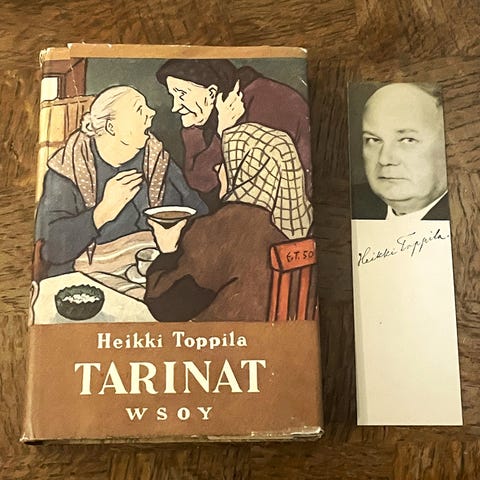 E.T. 50
Heikki Toppila
TARINAT
WSOY
Heikki Toppila.